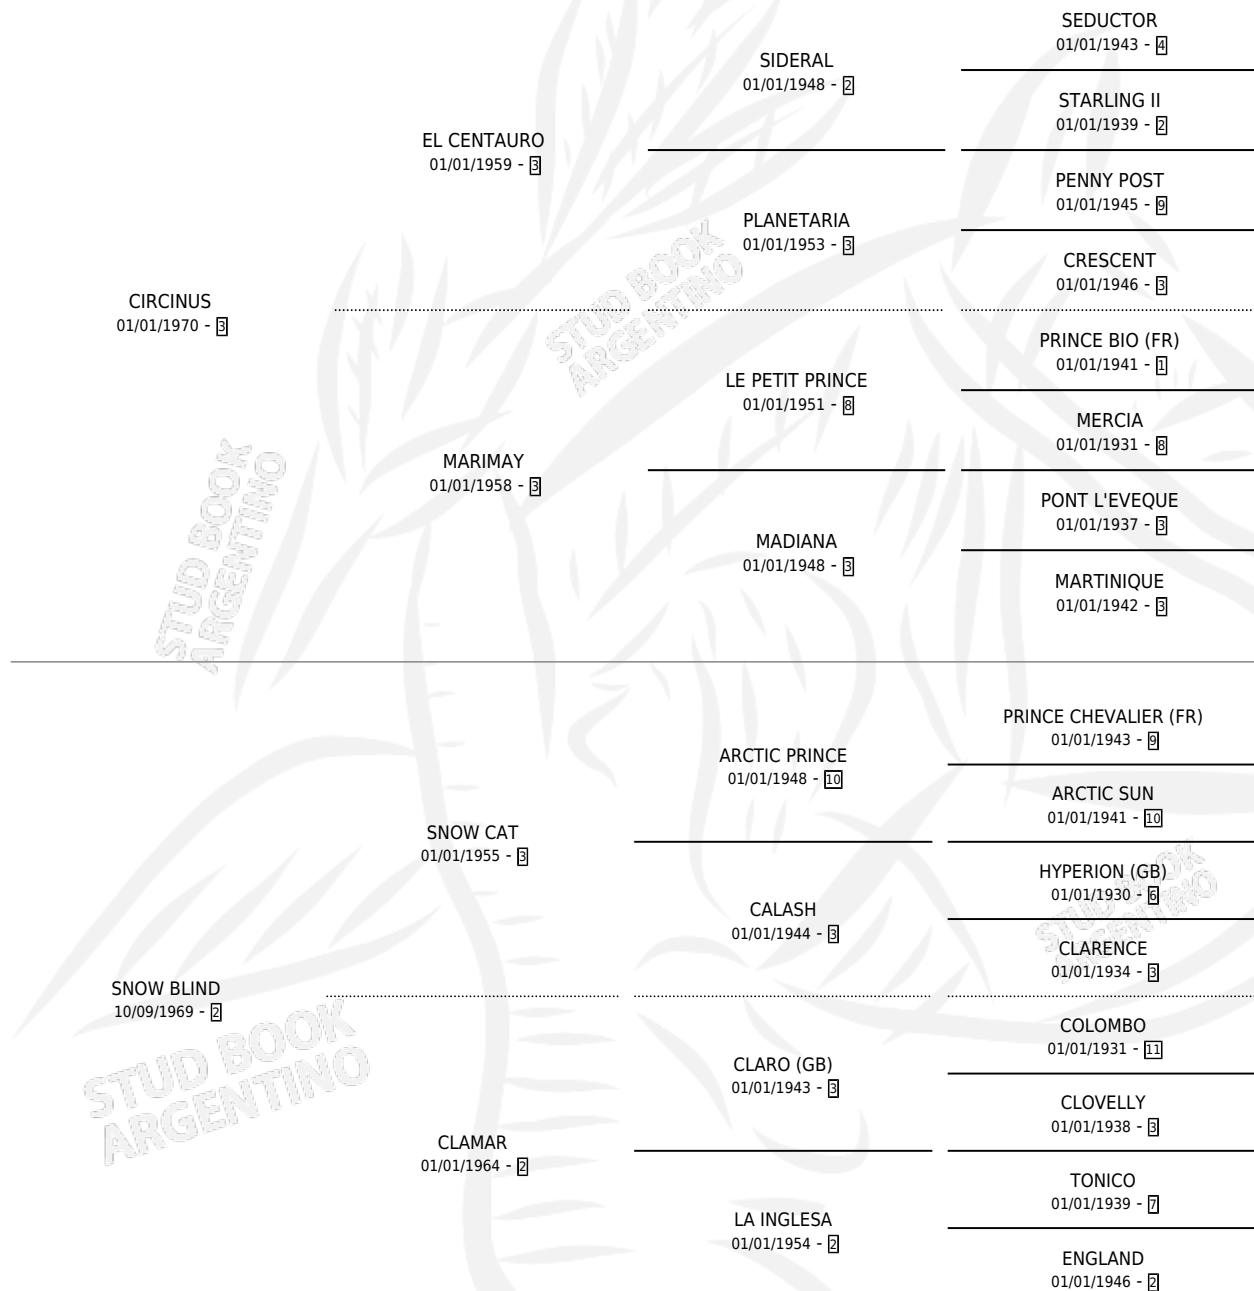 SEDUCTOR
01/01/1943 - 4
SIDERAL
01/01/1948 - 2
STARLING II
01/01/1939 - 2
EL CENTAURO
01/01/1959 - 3
PENNY POST
01/01/1945 - 9
PLANETARIA
01/01/1953 - 3
CRESCENT
01/01/1946 - 3
CIRCINUS
01/01/1970 - 3
PRINCE BIO (FR)
01/01/1941 - 1
LE PETIT PRINCE
01/01/1951 - 8
MERCIA
01/01/1931 - 8
MARIMAY
01/01/1958 - 3
PONT L'EVEQUE
01/01/1937 - 3
MADIANA
01/01/1948 - 3
MARTINIQUE
01/01/1942 - 3
PRINCE CHEVALIER (FR)
01/01/1943 - 9
ARCTIC PRINCE
01/01/1948 - 10
ARCTIC SUN
01/01/1941 - 10
SNOW CAT
01/01/1955 - 3
HYPERION (GB)
01/01/1930 - 6
CALASH
01/01/1944 - 3
CLARENCE
01/01/1934 - 3
SNOW BLIND
10/09/1969 - 2
COLOMBO
01/01/1931 - 11
CLARO (GB)
01/01/1943 - 3
CLOVELLY
01/01/1938 - 3
CLAMAR
01/01/1964 - 2
TONICO
01/01/1939 - 7
LA INGLESA
01/01/1954 - 2
ENGLAND
01/01/1946 - 2
STUD BOOK
ARGENTINO
STUD BOOK
ARGENTINO
STUD BOOK
ARGENTINO
STUD BOOK
ARGENTINO